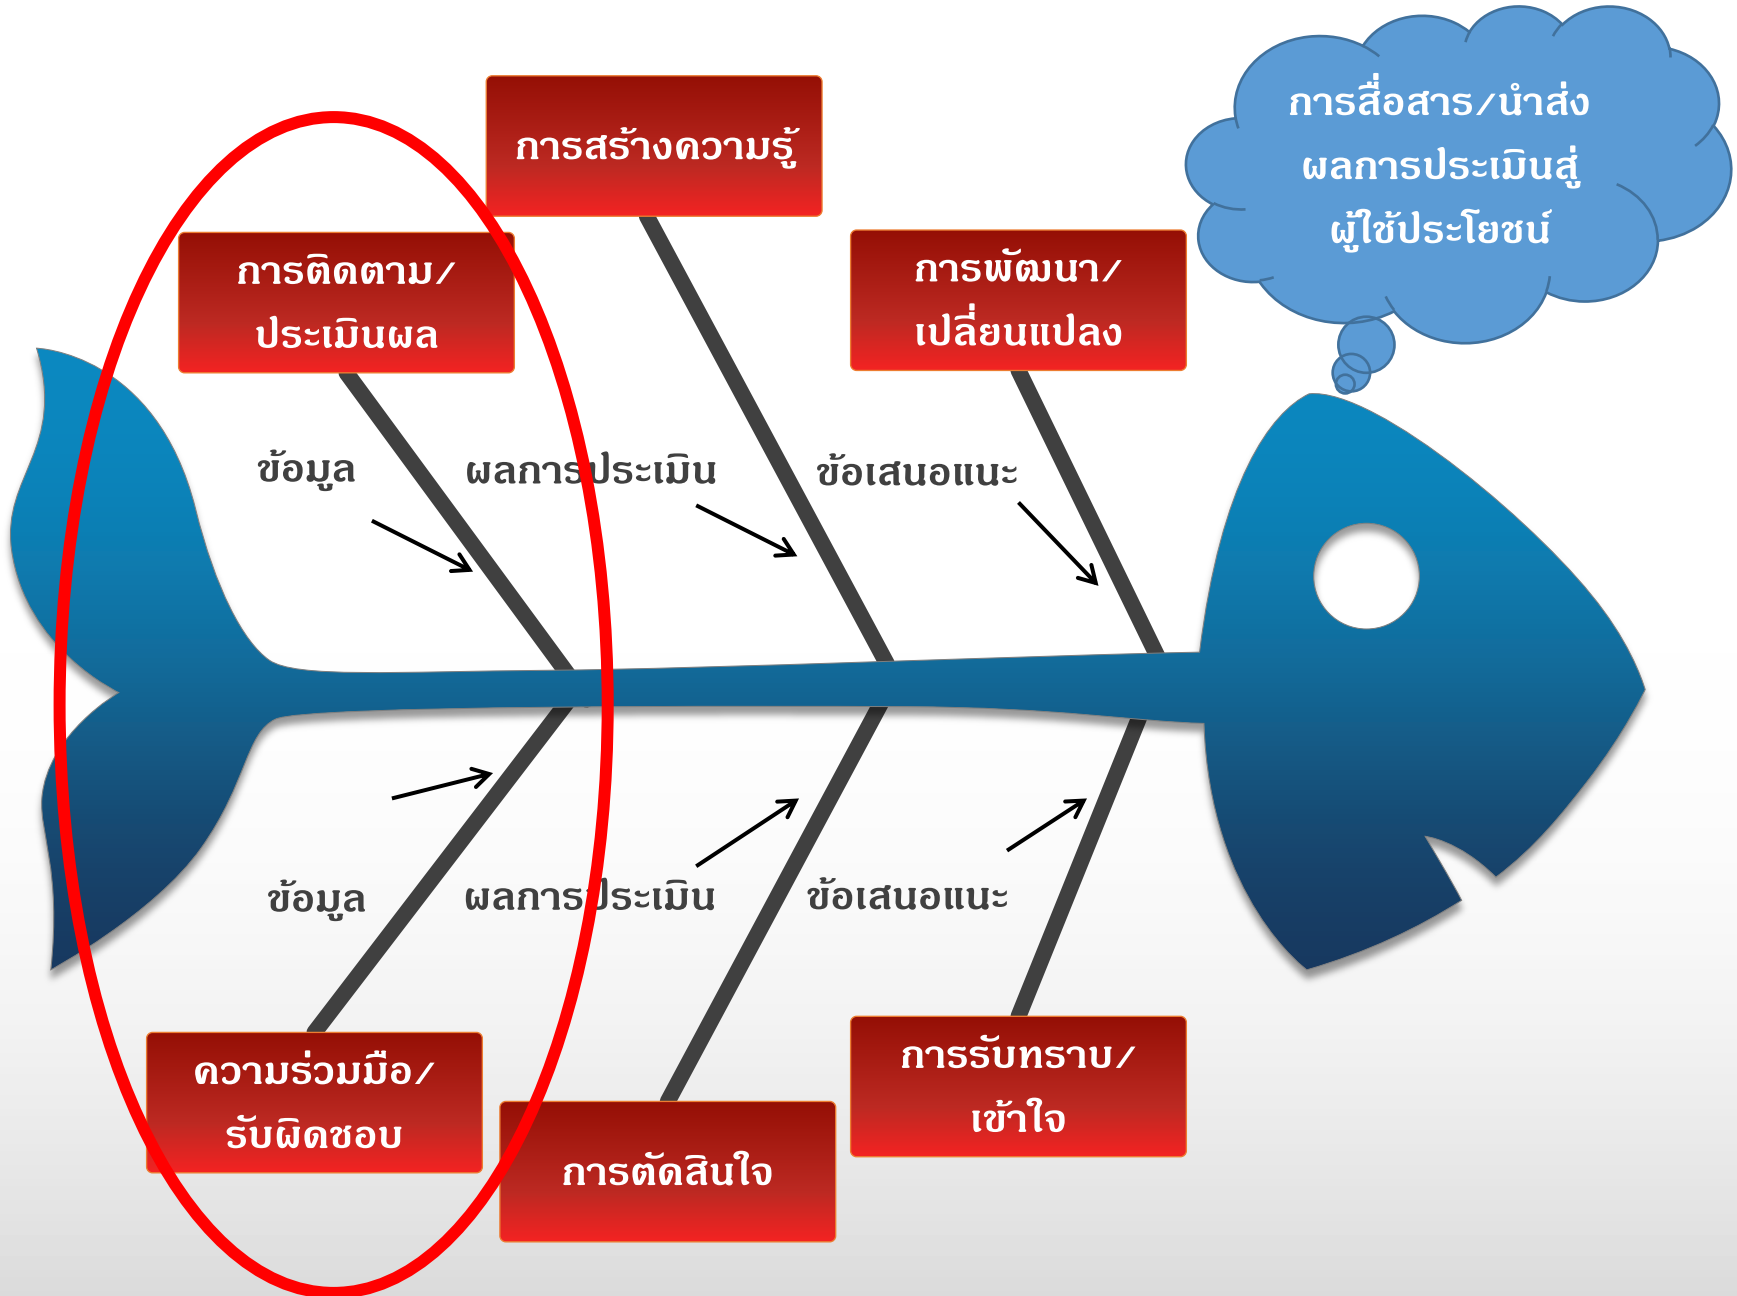 การสื่อสาร/นำส่ง
ผลการประเมินสู่
ผู้ใช้ประโยชน์
การสร้างความรู้
การติดตาม/
ประเมินผล
การพัฒนา/
เปลี่ยนแปลง
ข้อมูล
ผลการประเมิน
ข้อเสนอแนะ
ข้อมูล
ผลการประเมิน
ข้อเสนอแนะ
ความร่วมมือ/
รับผิดชอบ
การตัดสินใจ
การรับทราบ/
เข้าใจ